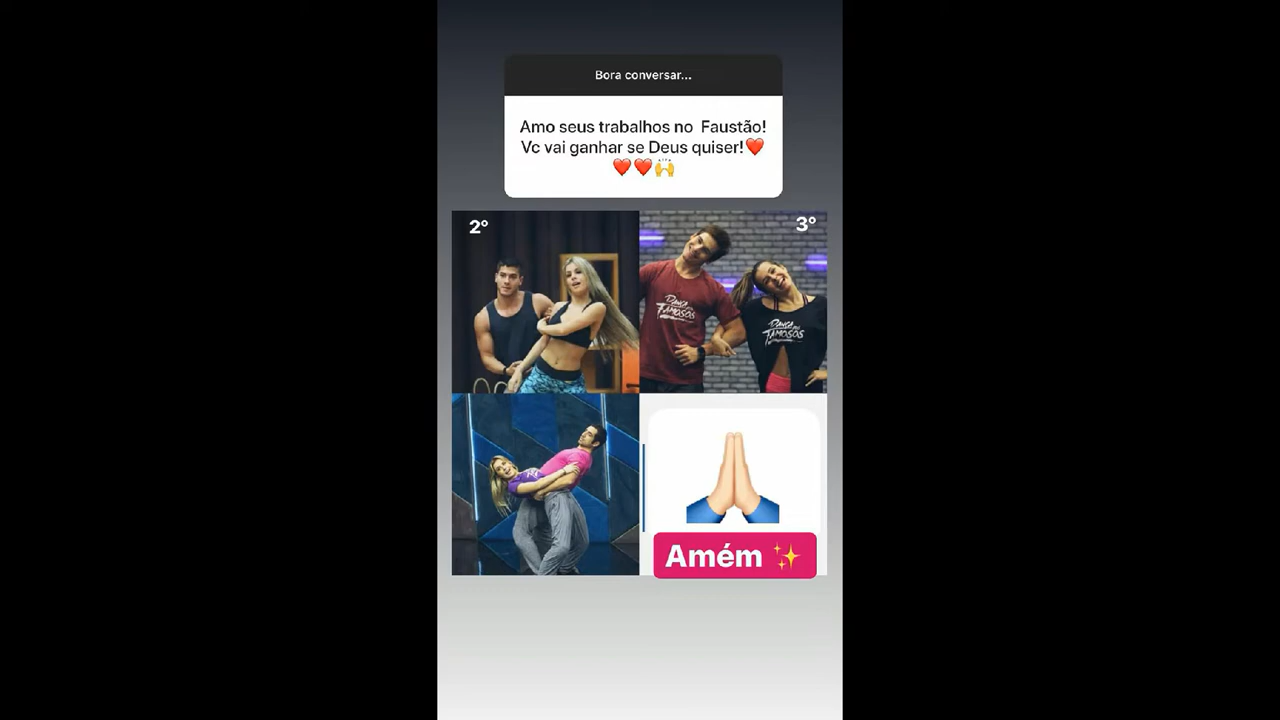 Bora conversar...
Amo seus trabalhos no Faustão!
Vc vai ganhar se Deus quiser!❤️
❤️❤️🙌
2°
3°
DANÇA
DOS
FAMOSOS
DANÇA
DOS
FAMOSOS
Amém ✨